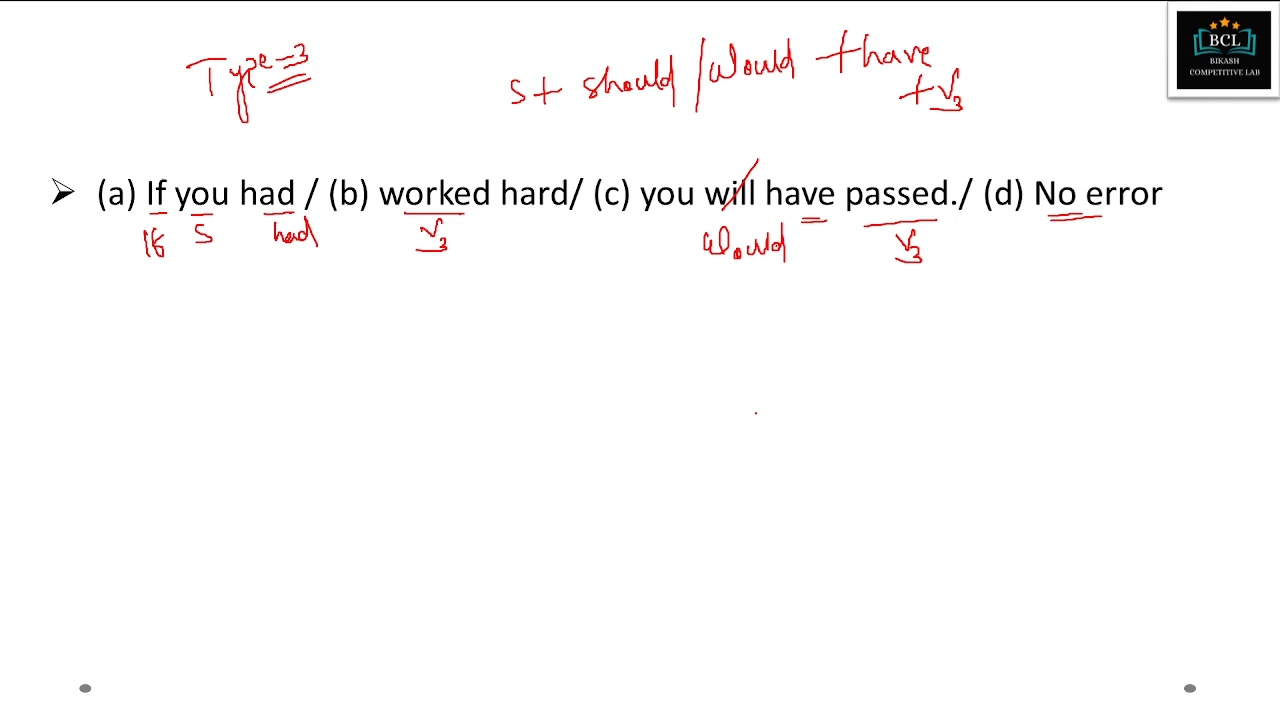 BCL
BIKASH
COMPETITIVE LAB
Type-3
S+ should/would +have
+V3
➢ (a) If you had / (b) worked hard/ (c) you will have passed./ (d) No error
If S had V3 would V3